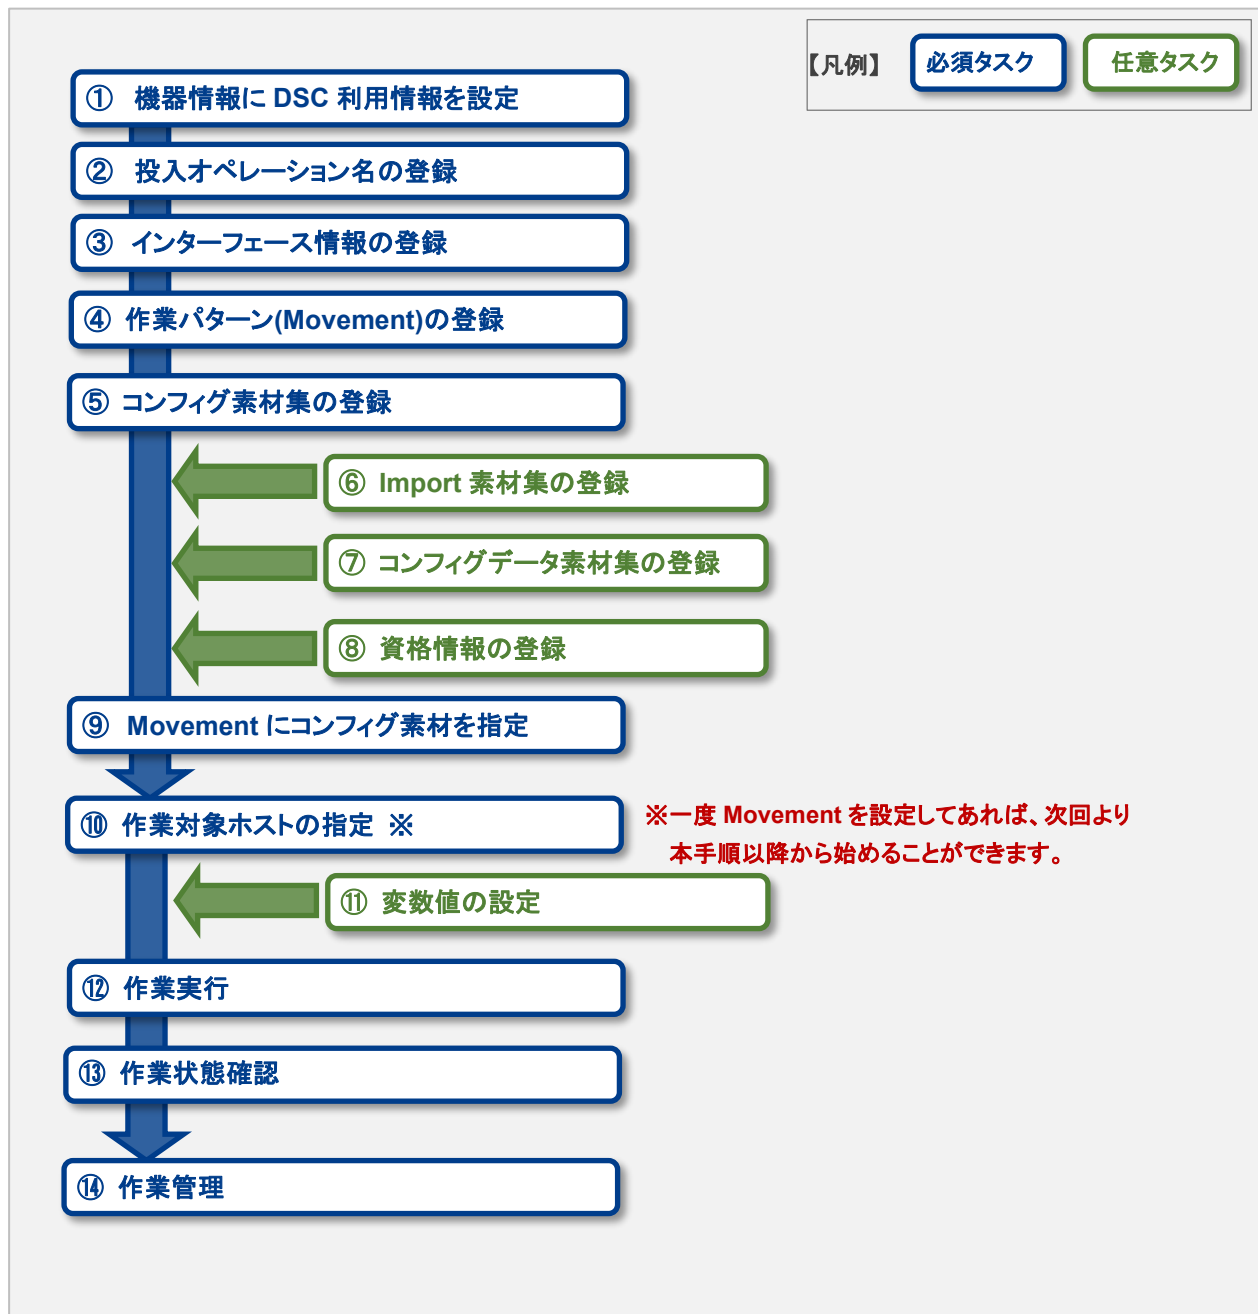 【凡例】 必須タスク 任意タスク
① 機器情報に DSC 利用情報を設定
② 投入オペレーション名の登録
③ インターフェース情報の登録
④ 作業パターン(Movement)の登録
⑤ コンフィグ素材集の登録
⑥ Import 素材集の登録
⑦ コンフィグデータ素材集の登録
⑧ 資格情報の登録
⑨ Movement にコンフィグ素材を指定
⑩ 作業対象ホストの指定 ※
※一度 Movement を設定してあれば、次回より
本手順以降から始めることができます。
⑪ 変数値の設定
⑫ 作業実行
⑬ 作業状態確認
⑭ 作業管理